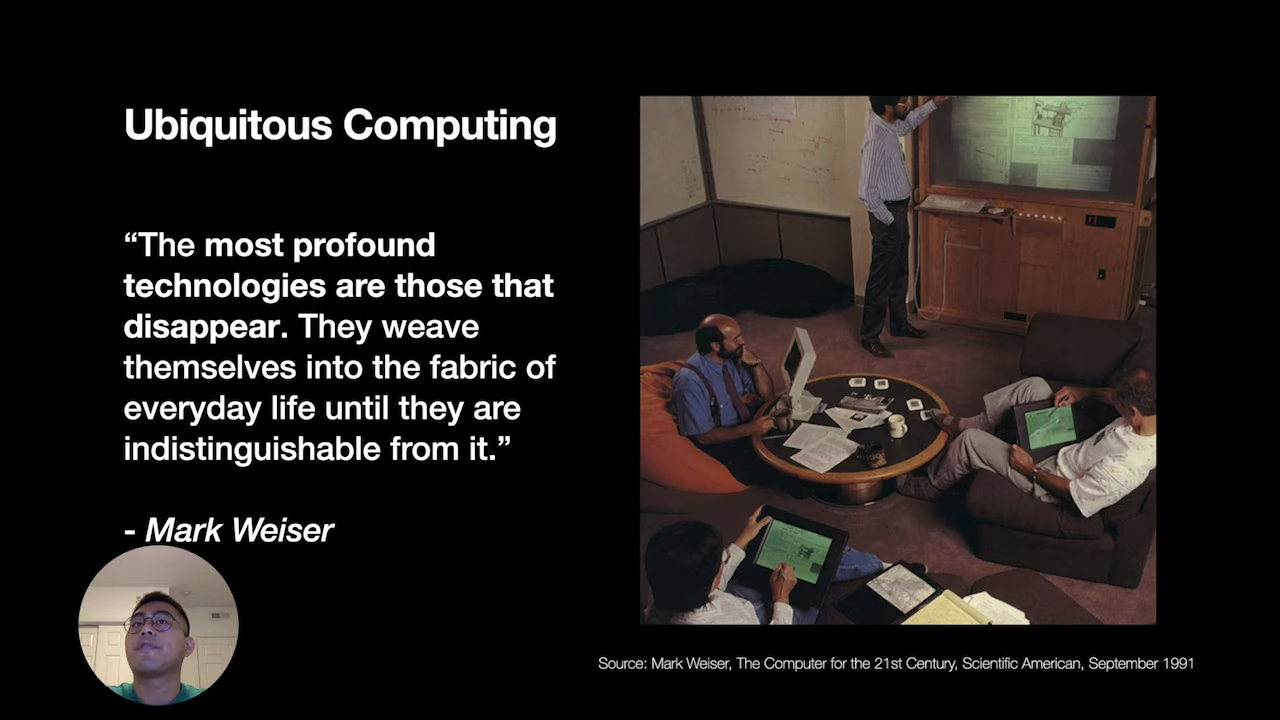 Ubiquitous Computing
“The most profound
technologies are those that
disappear. They weave
themselves into the fabric of
everyday life until they are
indistinguishable from it.”
- Mark Weiser
Source: Mark Weiser, The Computer for the 21st Century, Scientific American, September 1991